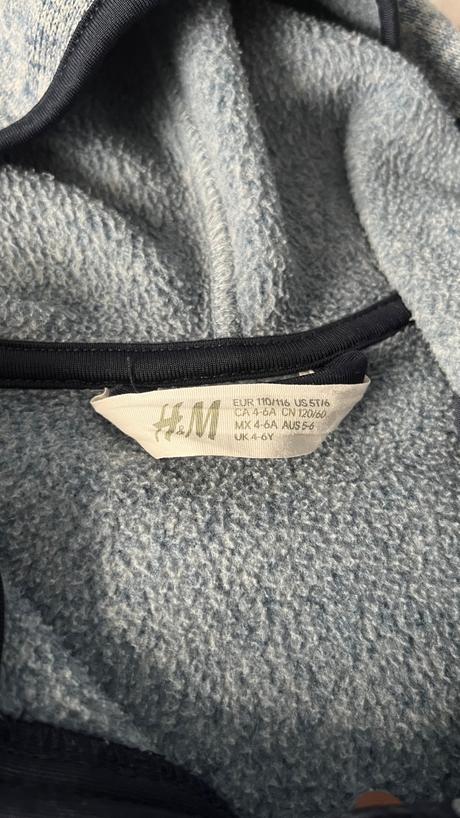 H&M
EUR 110/116 US 5T/6
CA 4-6A CN 120/60
MX 4-6A AUS 5-6
UK 4-6Y